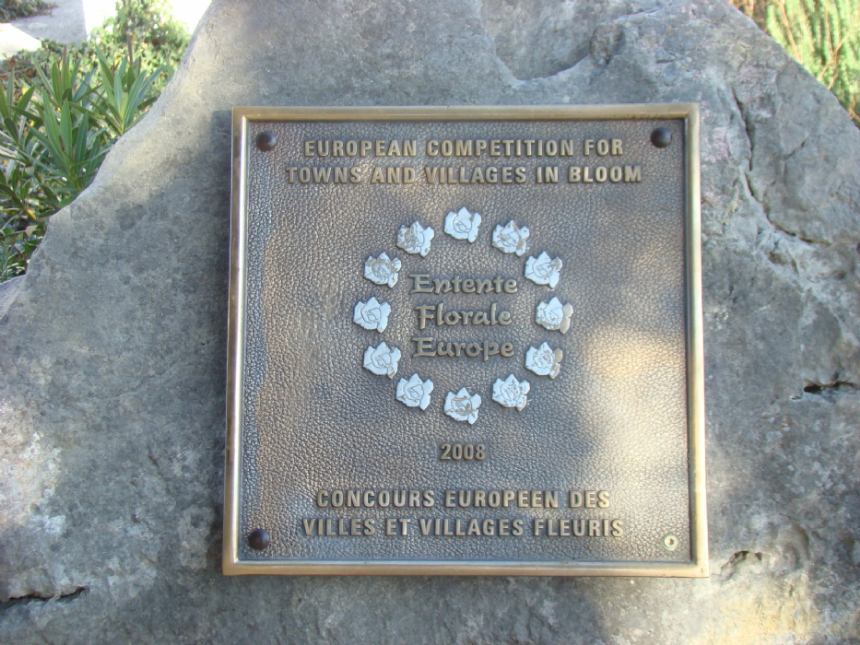 EUROPEAN COMPETITION FOR
TOWNS AND VILLAGES IN BLOOM
Entente
Florale
Europe
2008
CONCOURS EUROPEEN DES
VILLES ET VILLAGES FLEURIS